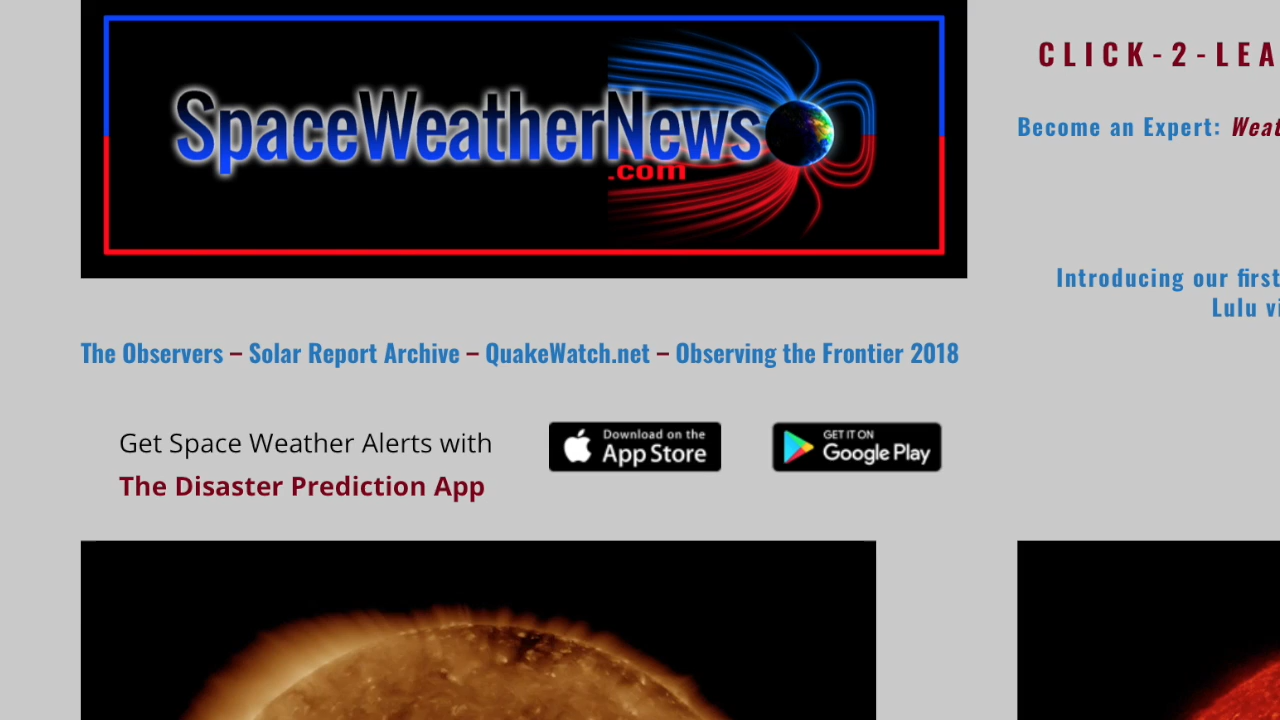 SpaceWeatherNews
.com
CLICK-2-LEA
Become an Expert: Weat
Introducing our first
Lulu vi
The Observers – Solar Report Archive – QuakeWatch.net – Observing the Frontier 2018
Get Space Weather Alerts with
The Disaster Prediction App
Download on the
App Store
GET IT ON
Google Play